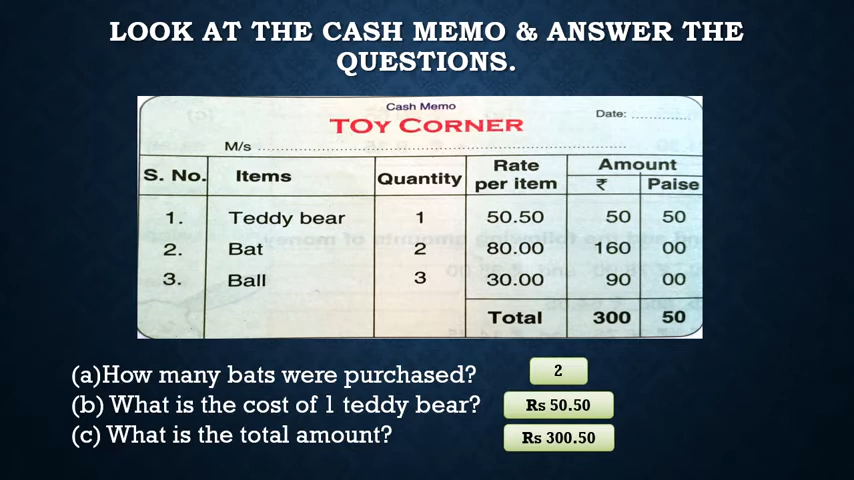 LOOK AT THE CASH MEMO & ANSWER THE
QUESTIONS.
Cash Memo
Date: ............
TOy CORNER
M/s ............................................................
S. No. Items Quantity Rate per item Amount
₹ Paise
1. Teddy bear 1 50.50 50 50
2. Bat 2 80.00 160 00
3. Ball 3 30.00 90 00
Total 300 50
(a)How many bats were purchased? 2
(b) What is the cost of 1 teddy bear? Rs 50.50
(c) What is the total amount? Rs 300.50